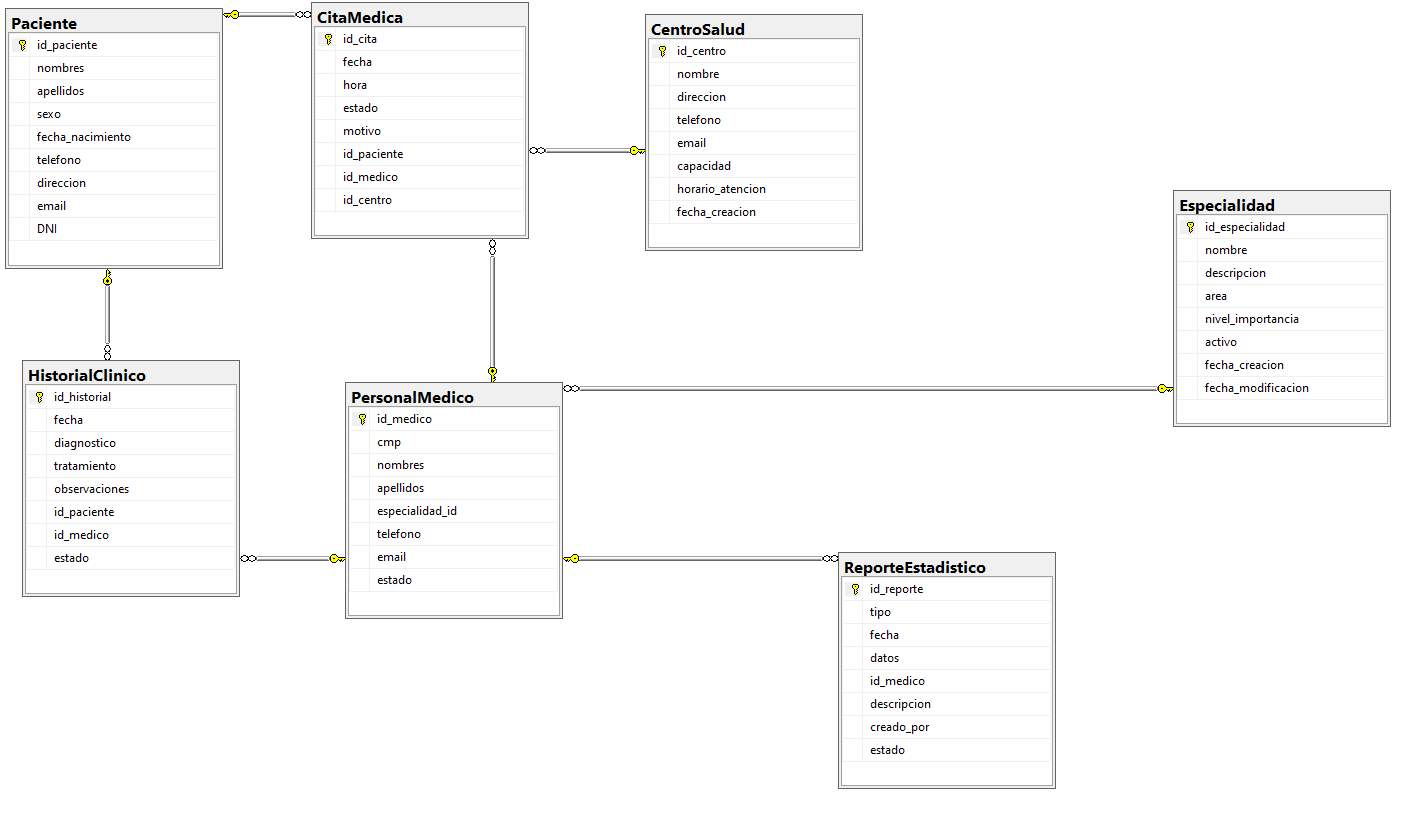 Paciente
id_paciente
nombres
apellidos
sexo
fecha_nacimiento
telefono
direccion
email
DNI
CitaMedica
id_cita
fecha
hora
estado
motivo
id_paciente
id_medico
id_centro
CentroSalud
id_centro
nombre
direccion
telefono
email
capacidad
horario_atencion
fecha_creacion
Especialidad
id_especialidad
nombre
descripcion
area
nivel_importancia
activo
fecha_creacion
fecha_modificacion
HistorialClinico
id_historial
fecha
diagnostico
tratamiento
observaciones
id_paciente
id_medico
estado
PersonalMedico
id_medico
cmp
nombres
apellidos
especialidad_id
telefono
email
estado
ReporteEstadistico
id_reporte
tipo
fecha
datos
id_medico
descripcion
creado_por
estado